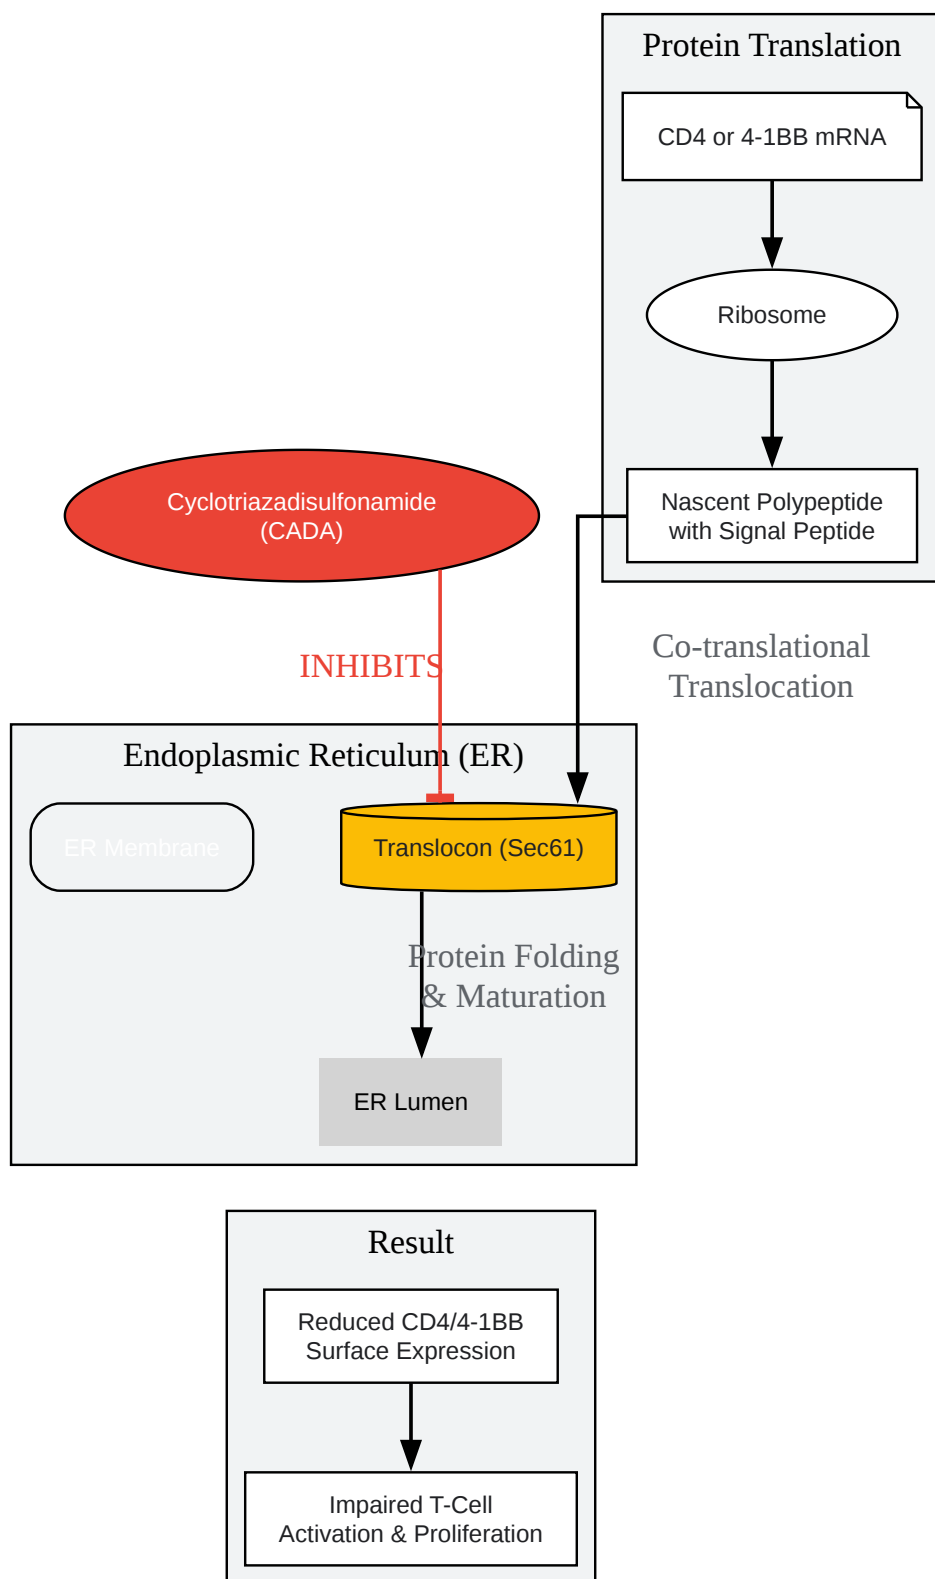 Protein Translation
CD4 or 4-1BB mRNA
Ribosome
Nascent Polypeptide
with Signal Peptide
Cyclotriazadisulfonamide
(CADA)
INHIBITS
Co-translational
Translocation
Endoplasmic Reticulum (ER)
ER Membrane
Translocon (Sec61)
Protein Folding
& Maturation
ER Lumen
Result
Reduced CD4/4-1BB
Surface Expression
Impaired T-Cell
Activation & Proliferation